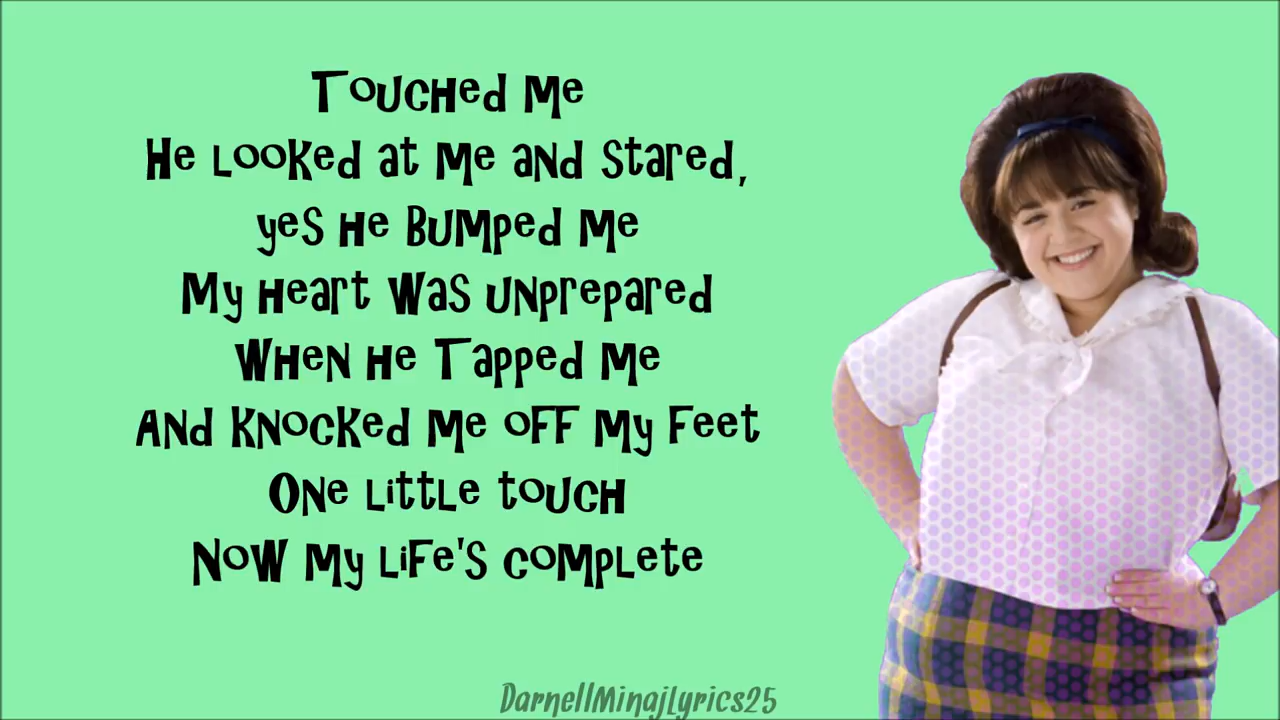 Touched me
He looked at me and stared,
yes he bumped me
My heart was unprepared
When he tapped me
And knocked me off my feet
One little touch
Now my life's complete
DarnellMinajLyrics25